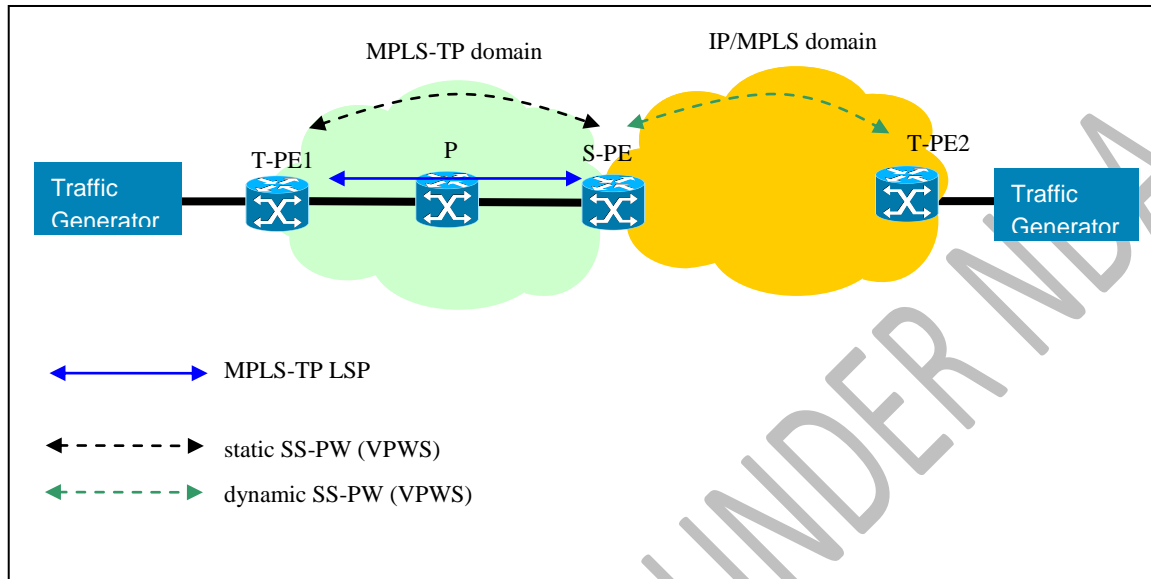 MPLS-TP domain
IP/MPLS domain
T-PE1
P
S-PE
T-PE2
Traffic
Generator
Traffic
Generator
MPLS-TP LSP
static SS-PW (VPWS)
dynamic SS-PW (VPWS)
UNDER NDA